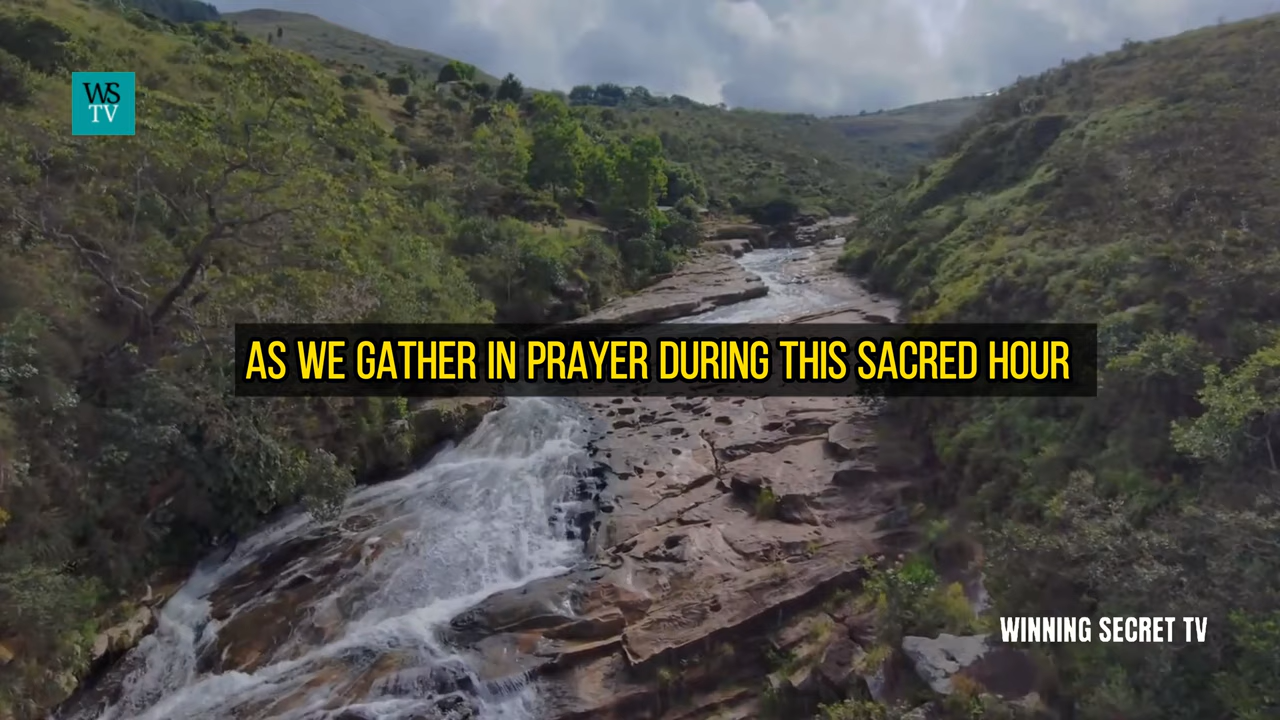 WS
TV
AS WE GATHER IN PRAYER DURING THIS SACRED HOUR
WINNING SECRET TV